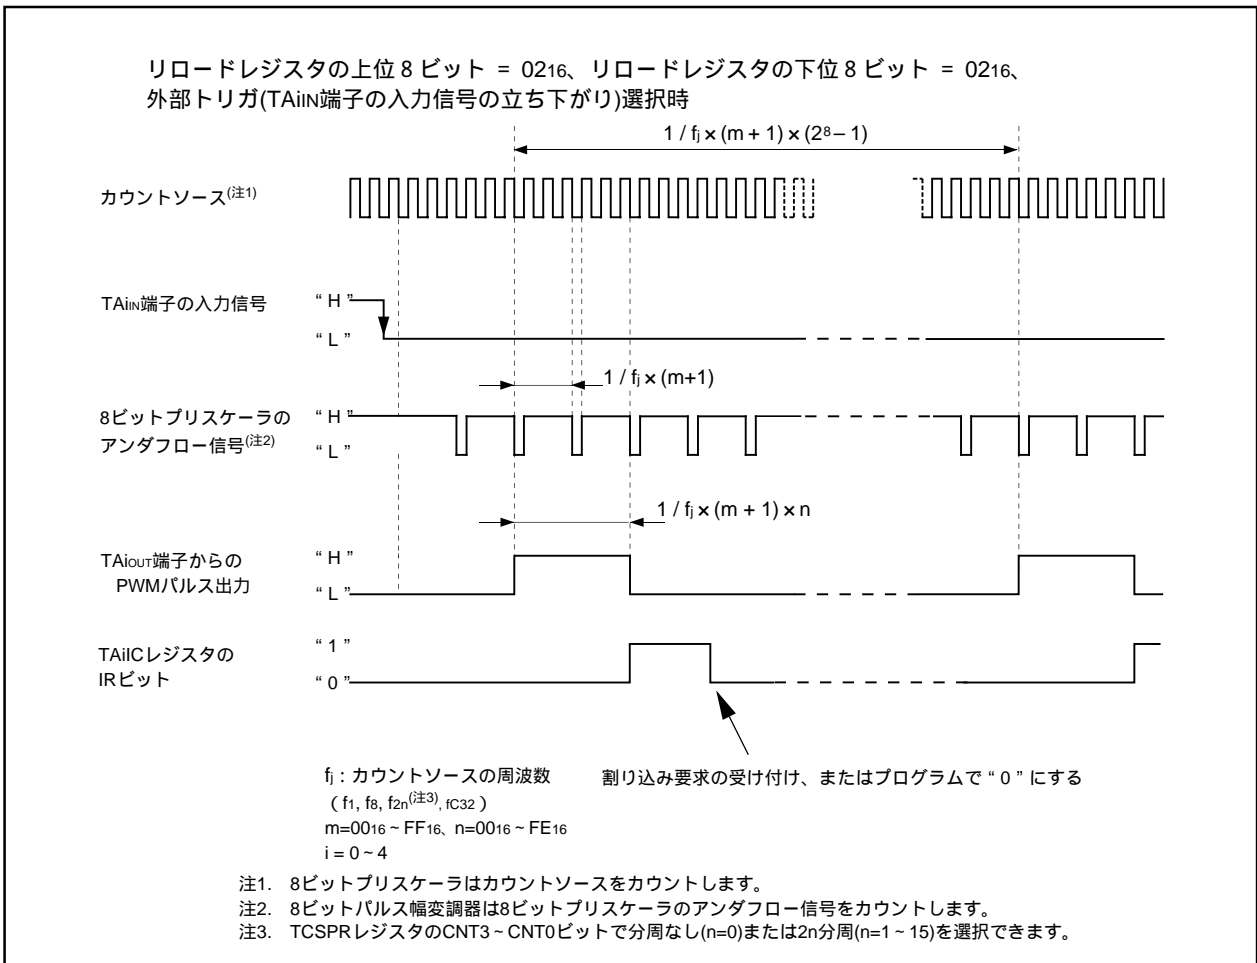 リロードレジスタの上位８ビット = 0216、リロードレジスタの下位８ビット = 0216、
外部トリガ(TAiIN端子の入力信号の立ち下がり)選択時
1 / fj × (m + 1) × (28 – 1)
カウントソース(注1)
TAiIN端子の入力信号
“ H ”
“ L ”
1 / fj × (m+1)
8ビットプリスケーラの
アンダフロー信号(注2)
“ H ”
“ L ”
1 / fj × (m + 1) × n
TAiOUT端子からの
PWMパルス出力
“ H ”
“ L ”
TAiICレジスタの
IRビット
“ 1 ”
“ 0 ”
fj : カウントソースの周波数
( f1, f8, f2n(注3), fC32 )
m=0016 ~ FF16、n=0016 ~ FE16
i = 0 ~ 4
割り込み要求の受け付け、またはプログラムで “ 0 ” にする
注1. 8ビットプリスケーラはカウントソースをカウントします。
注2. 8ビットパルス幅変調器は8ビットプリスケーラのアンダフロー信号をカウントします。
注3. TCSPRレジスタのCNT3 ~ CNT0ビットで分周なし(n=0)または2n分周(n=1 ~ 15)を選択できます。